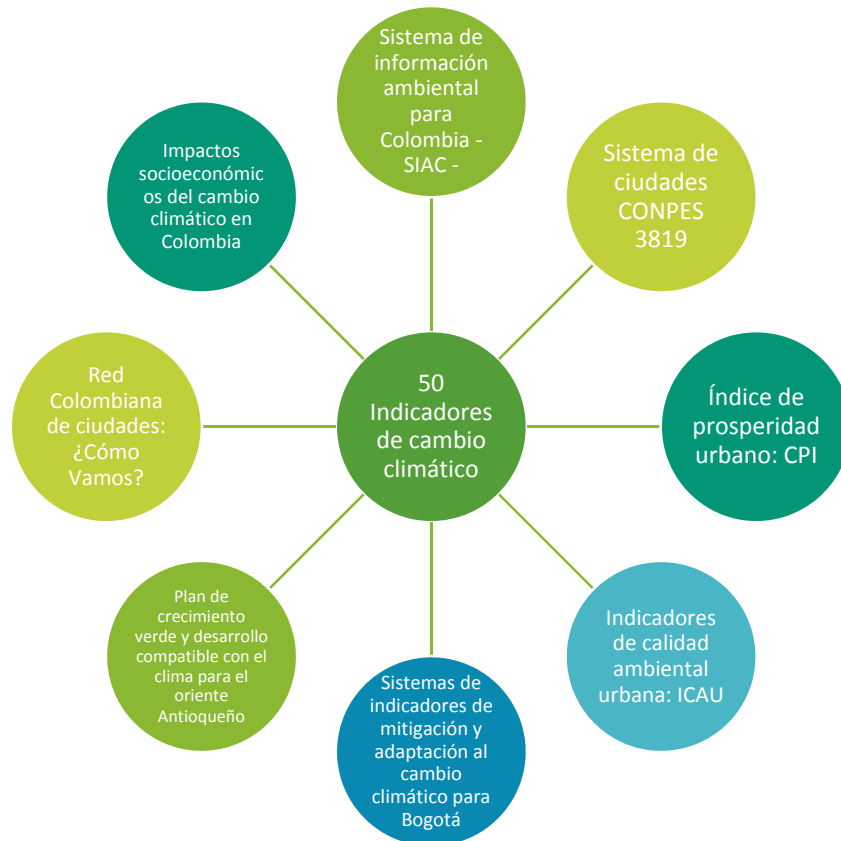 Sistema de
información
ambiental
para
Colombia -
SIAC -
Sistema de
ciudades
CONPES
3819
Índice de
prosperidad
urbano: CPI
Indicadores
de calidad
ambiental
urbana: ICAU
Sistemas de
indicadores de
mitigación y
adaptación al
cambio
climático para
Bogotá
Plan de
crecimiento
verde y desarrollo
compatible con el
clima para el
oriente
Antioqueño
Red
Colombiana
de ciudades:
¿Cómo
Vamos?
Impactos
socioeconómic
os del cambio
climático en
Colombia
50
Indicadores
de cambio
climático